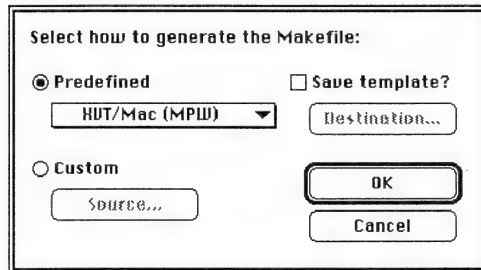 Select how to generate the Makefile:
Predefined
Save template?
XVT/Mac (MPW)
Destination...
Custom
Source...
OK
Cancel